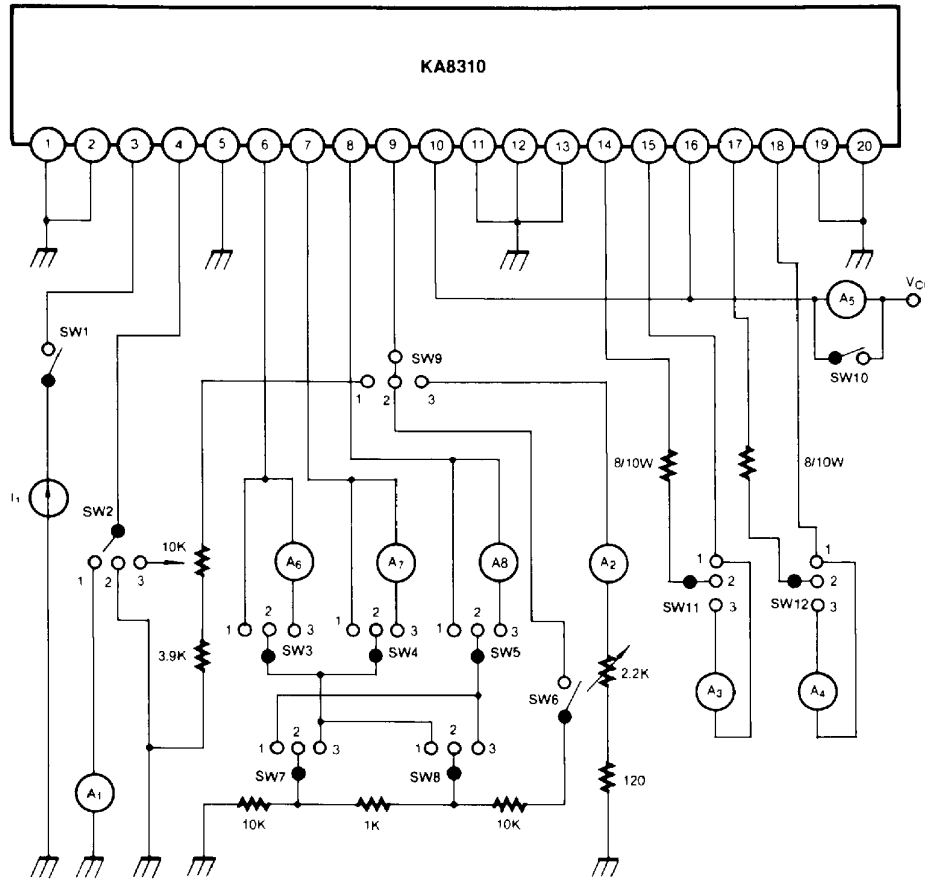 KA8310
1 2 3 4 5 6 7 8 9 10 11 12 13 14 15 16 17 18 19 20
A5
VC
SW1
SW9
SW10
1 2 3
8/10W
8/10W
I1
SW2
10K
A6
A7
A8
A2
1 2 3
1
2
3
SW11
1
2
3
SW12
1 2 3
SW3
1 2 3
SW4
1 2 3
SW5
3.9K
SW6
2.2K
A3
A4
1 2 3
SW7
1 2 3
SW8
A1
120
10K
1K
10K